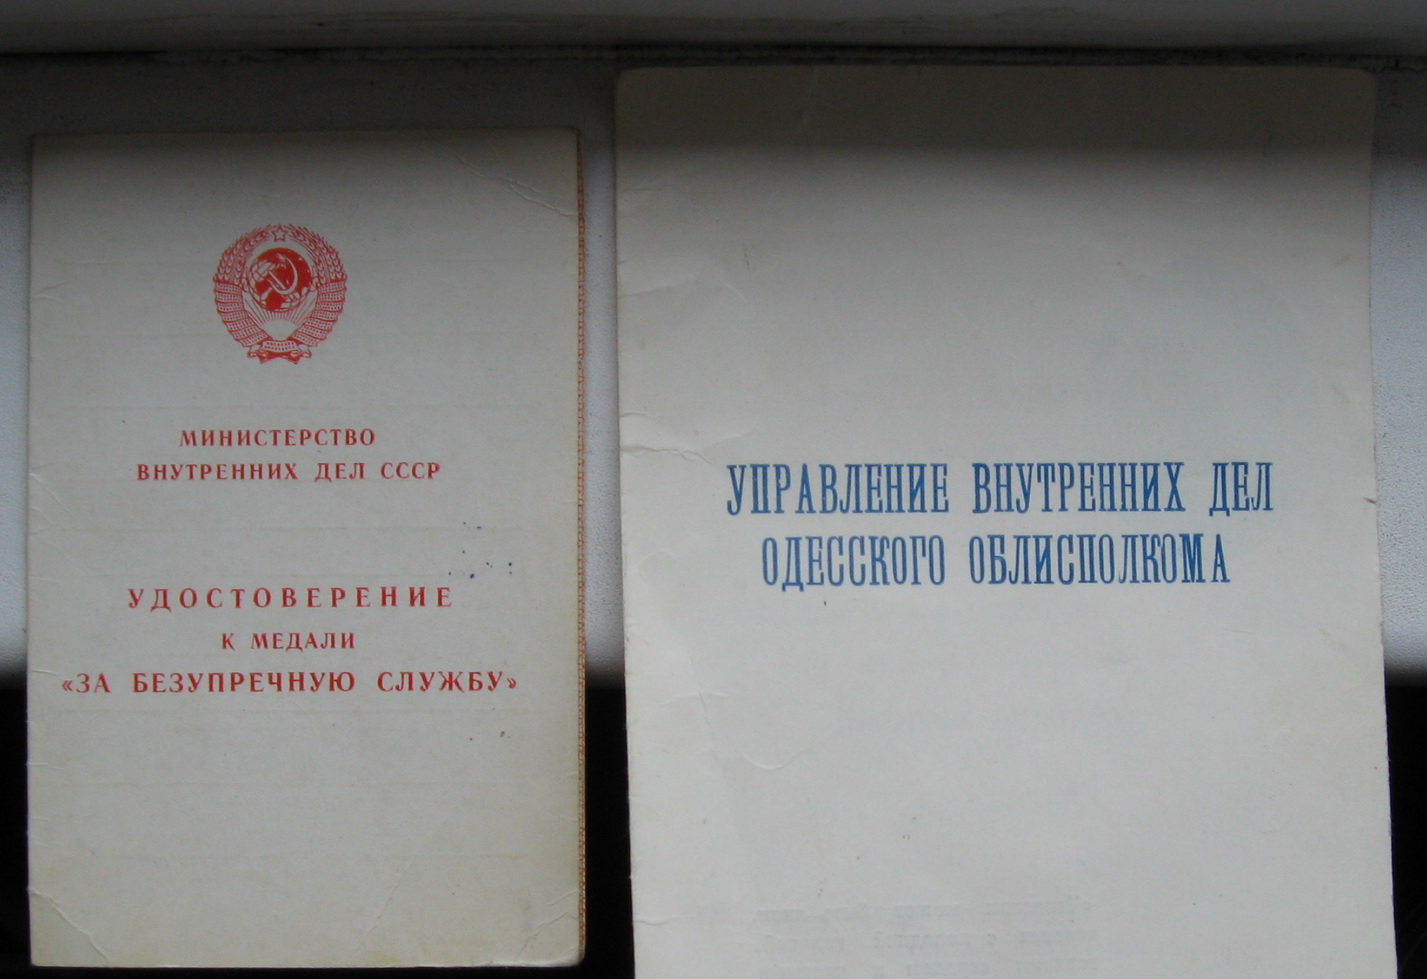 МИНИСТЕРСТВО
ВНУТРЕННИХ ДЕЛ СССР
УДОСТОВЕРЕНИЕ
К МЕДАЛИ
«ЗА БЕЗУПРЕЧНУЮ СЛУЖБУ»
УПРАВЛЕНИЕ ВНУТРЕННИХ ДЕЛ
ОДЕССКОГО ОБЛИСПОЛКОМА